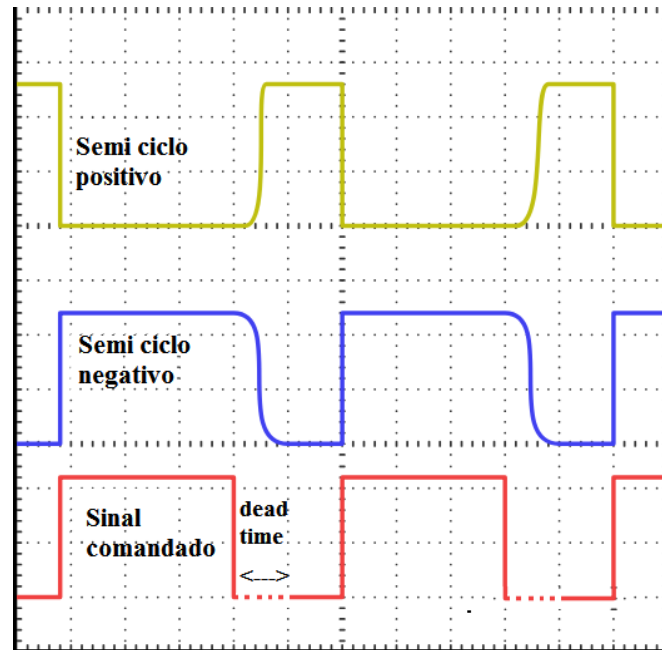 Semi ciclo
positivo
Semi ciclo
negativo
Sinal
comandado
dead
time
<--->